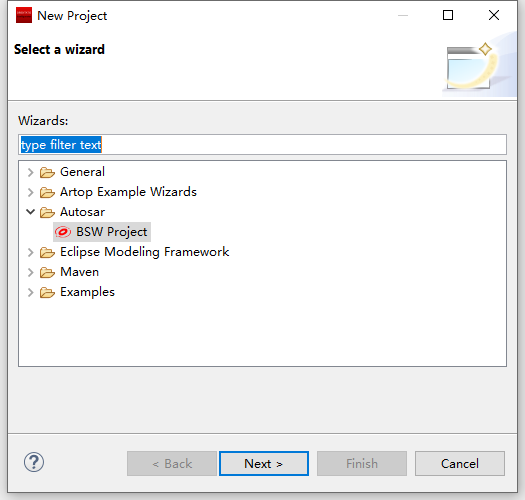 New Project
Select a wizard
Wizards:
type filter text
General
Artop Example Wizards
Autosar
BSW Project
Eclipse Modeling Framework
Maven
Examples
?
< Back
Next >
Finish
Cancel